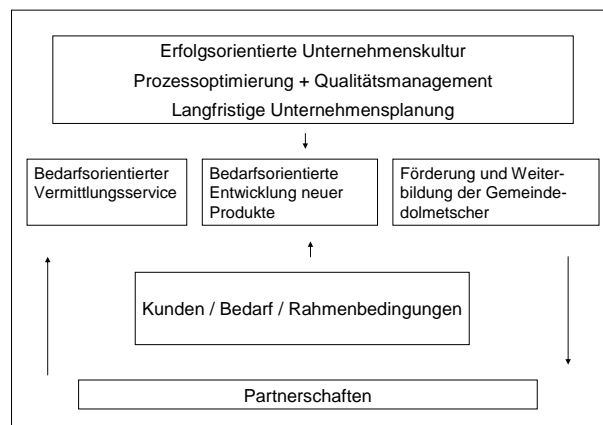 Erfolgsorientierte Unternehmenskultur
Prozessoptimierung + Qualitätsmanagement
Langfristige Unternehmensplanung
Bedarfsorientierter
Vermittlungsservice
Bedarfsorientierte
Entwicklung neuer
Produkte
Förderung und Weiter-
bildung der Gemeinde-
dolmetscher
Kunden / Bedarf / Rahmenbedingungen
Partnerschaften